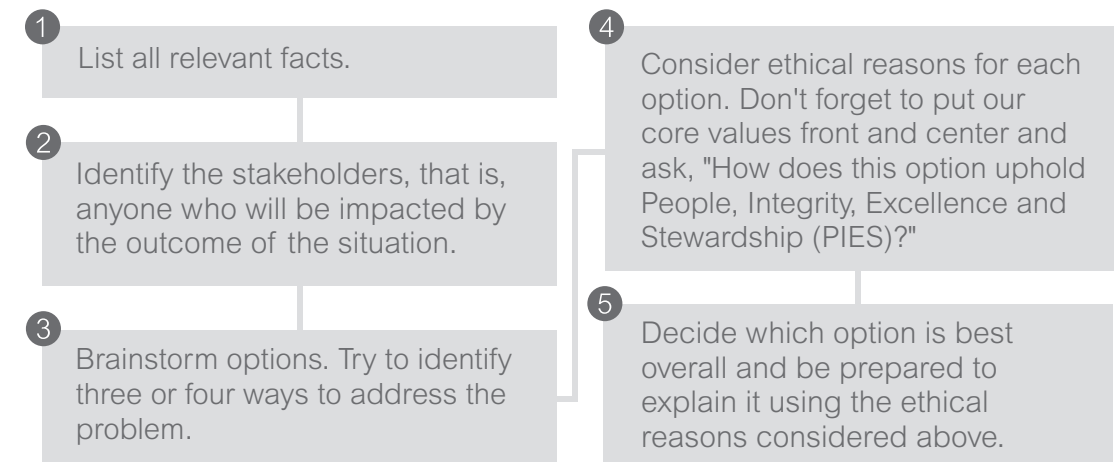 1
List all relevant facts.
2
Identify the stakeholders, that is,
anyone who will be impacted by
the outcome of the situation.
3
Brainstorm options. Try to identify
three or four ways to address the
problem.
4
Consider ethical reasons for each
option. Don't forget to put our
core values front and center and
ask, "How does this option uphold
People, Integrity, Excellence and
Stewardship (PIES)?"
5
Decide which option is best
overall and be prepared to
explain it using the ethical
reasons considered above.